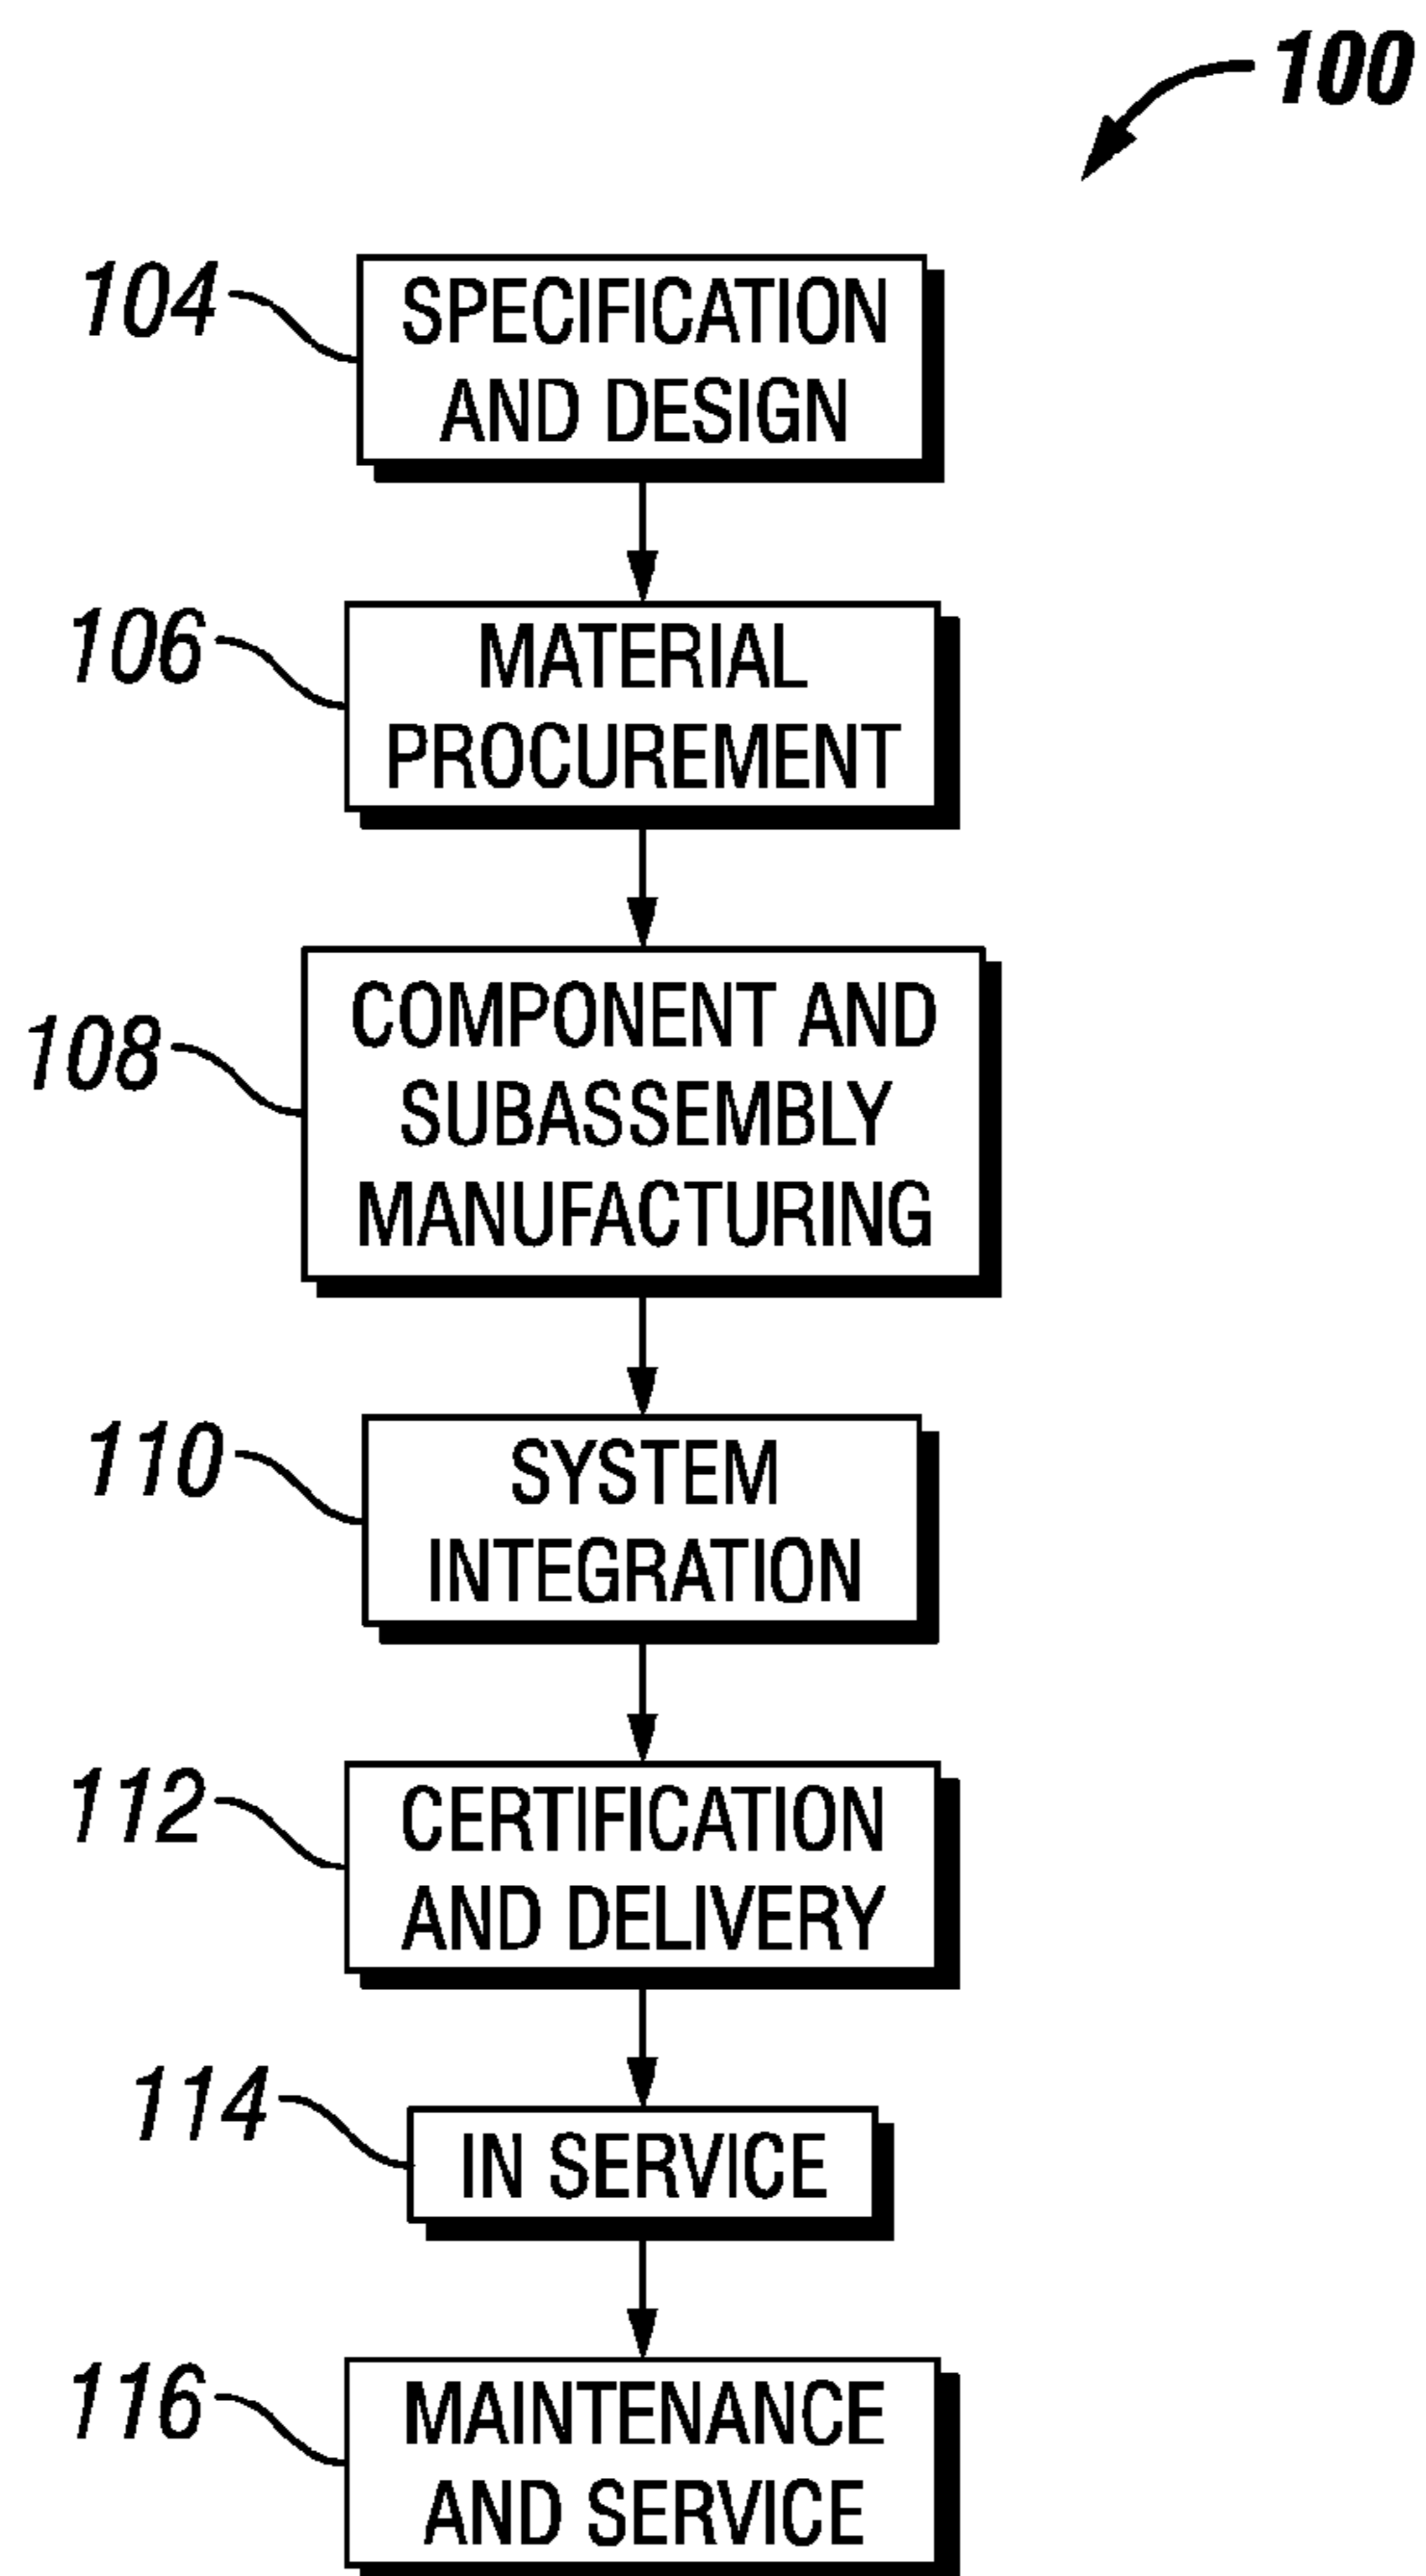 100
104
SPECIFICATION
AND DESIGN
106
MATERIAL
PROCUREMENT
108
COMPONENT AND
SUBASSEMBLY
MANUFACTURING
110
SYSTEM
INTEGRATION
112
CERTIFICATION
AND DELIVERY
114
IN SERVICE
116
MAINTENANCE
AND SERVICE